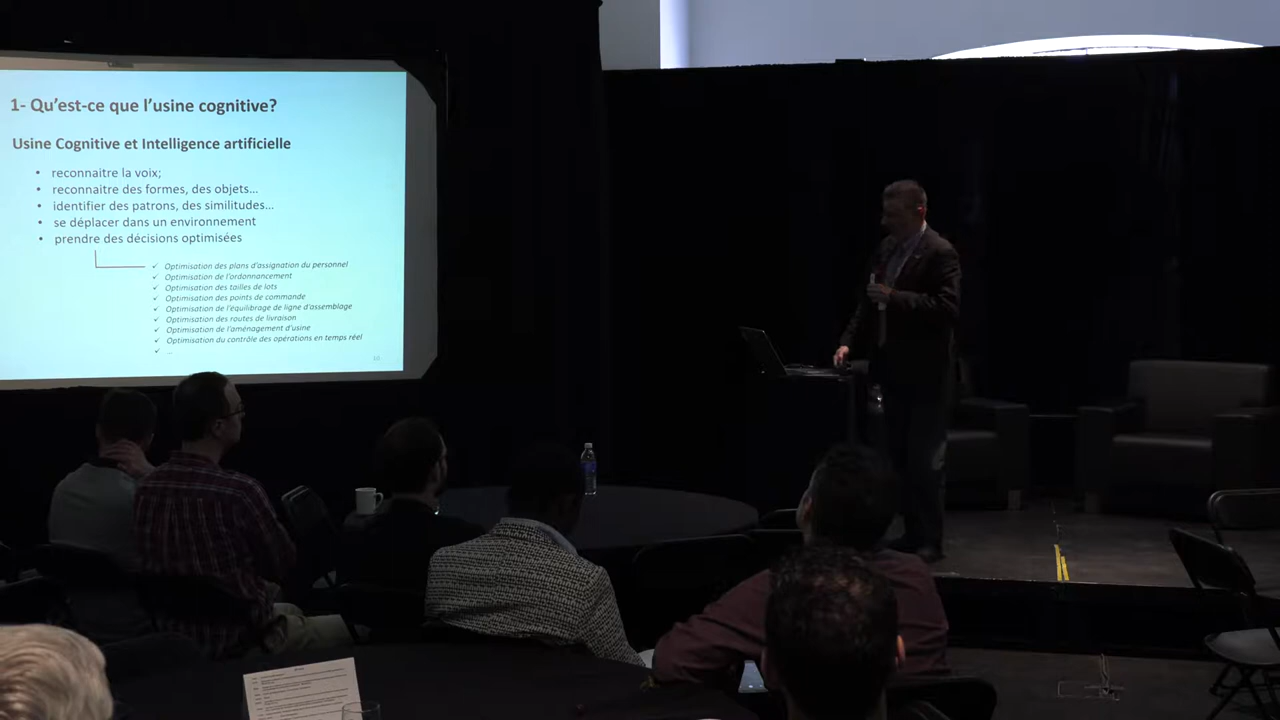 1- Qu'est-ce que l'usine cognitive?
Usine Cognitive et Intelligence artificielle
• reconnaitre la voix;
• reconnaitre des formes, des objets...
• identifier des patrons, des similitudes...
• se déplacer dans un environnement
• prendre des décisions optimisées
✓ Optimisation des plans d'assignation du personnel
✓ Optimisation de l'ordonnancement
✓ Optimisation des tailles de lots
✓ Optimisation des points de commande
✓ Optimisation de l'équilibrage de ligne d'assemblage
✓ Optimisation des routes de livraison
✓ Optimisation de l'aménagement d'usine
✓ Optimisation du contrôle des opérations en temps réel
✓ ...